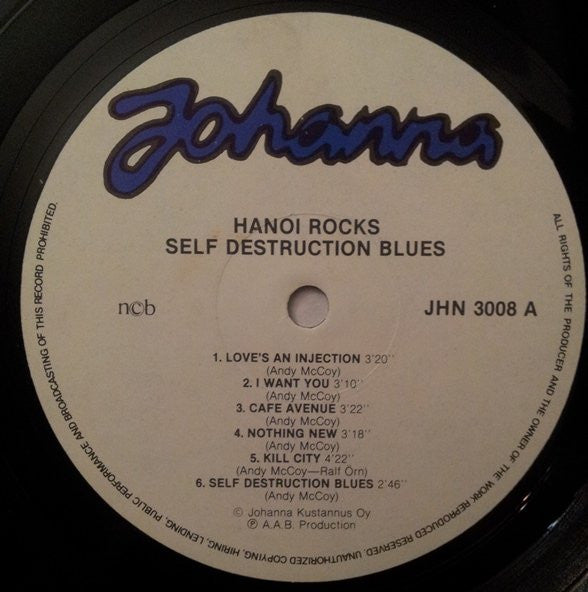 Johanna
HANOI ROCKS
SELF DESTRUCTION BLUES
n©b
JHN 3008 A
1. LOVE'S AN INJECTION 3'20''
(Andy McCoy)
2. I WANT YOU 3'10''
(Andy McCoy)
3. CAFE AVENUE 3'22''
(Andy McCoy)
4. NOTHING NEW 3'18''
(Andy McCoy)
5. KILL CITY 4'22''
(Andy McCoy—Ralf Örn)
6. SELF DESTRUCTION BLUES 2'46''
(Andy McCoy)
© Johanna Kustannus Oy
℗ A.A.B. Production
ALL RIGHTS OF THE PRODUCER AND THE OWNER OF THE WORK REPRODUCED RESERVED. UNAUTHORIZED COPYING, HIRING, LENDING, PUBLIC PERFORMANCE AND BROADCASTING OF THIS RECORD PROHIBITED.